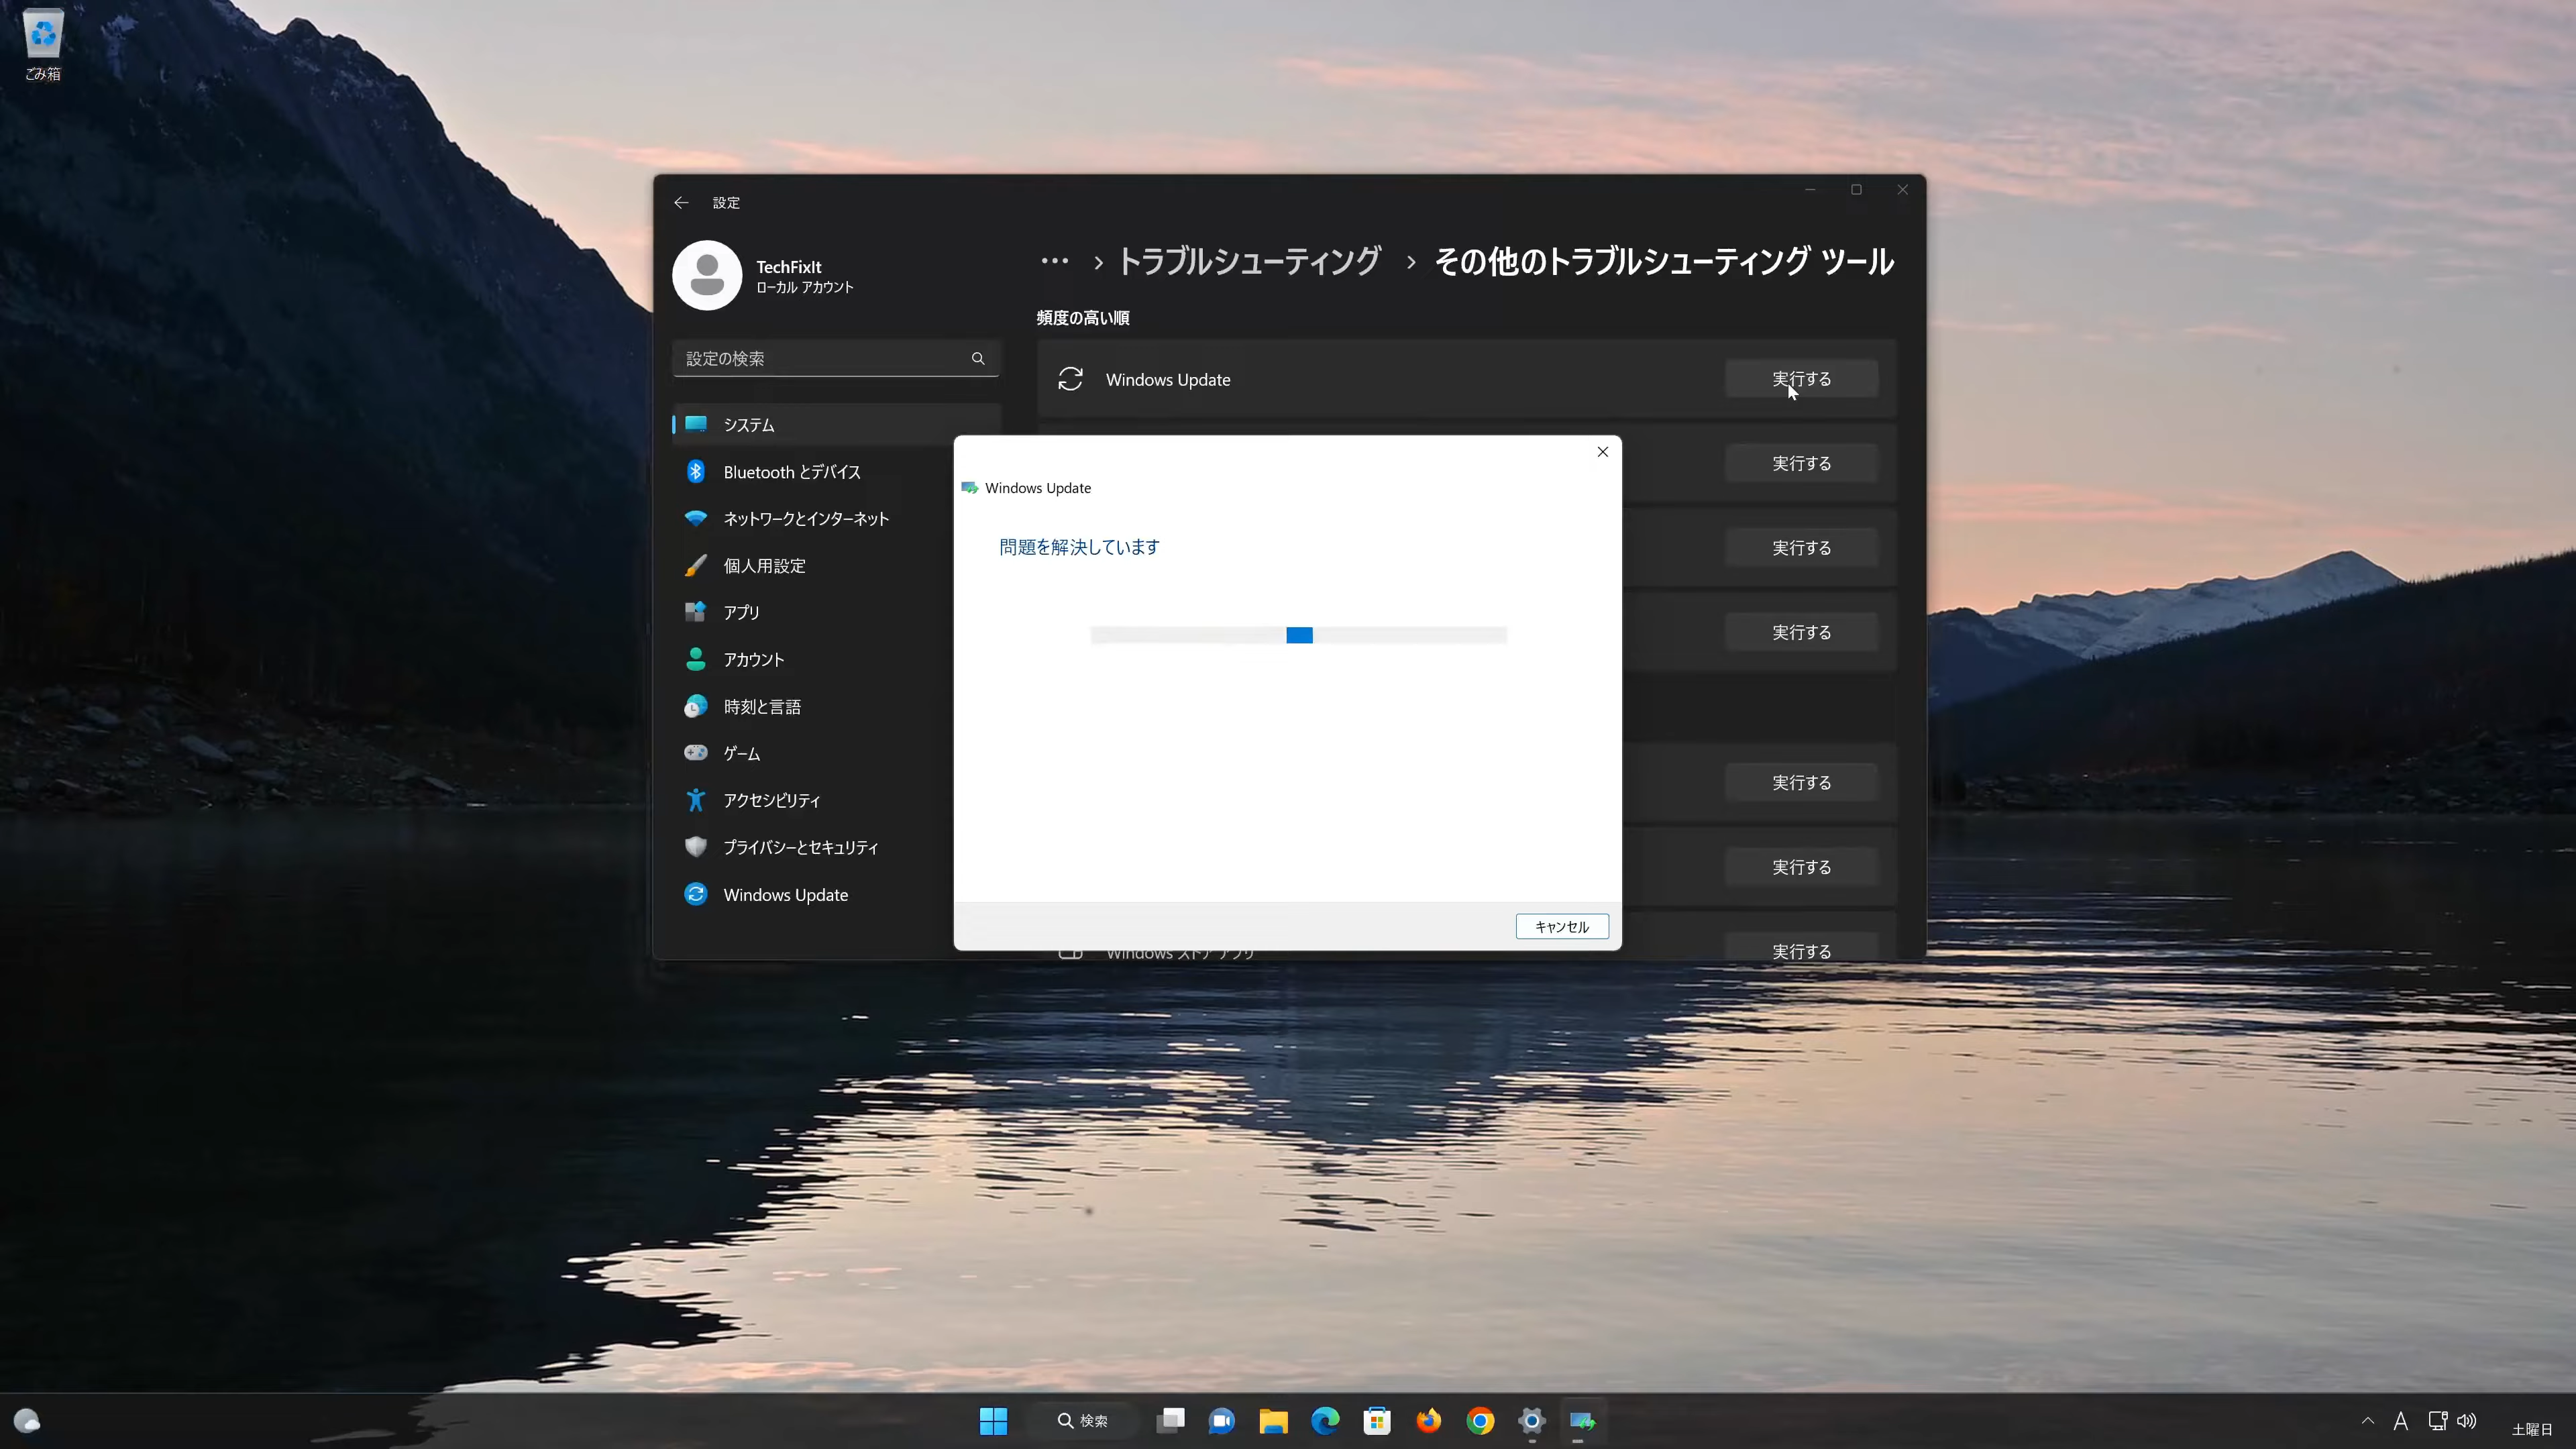 ごみ箱
設定
TechFixIt
ローカル アカウント
… › トラブルシューティング › その他のトラブルシューティング ツール
設定の検索
システム
Bluetooth とデバイス
ネットワークとインターネット
個人用設定
アプリ
アカウント
時刻と言語
ゲーム
アクセシビリティ
プライバシーとセキュリティ
Windows Update
頻度の高い順
Windows Update
実行する
実行する
実行する
実行する
実行する
実行する
Windows ストア アプリ
実行する
Windows Update
問題を解決しています
キャンセル
検索
A
土曜日